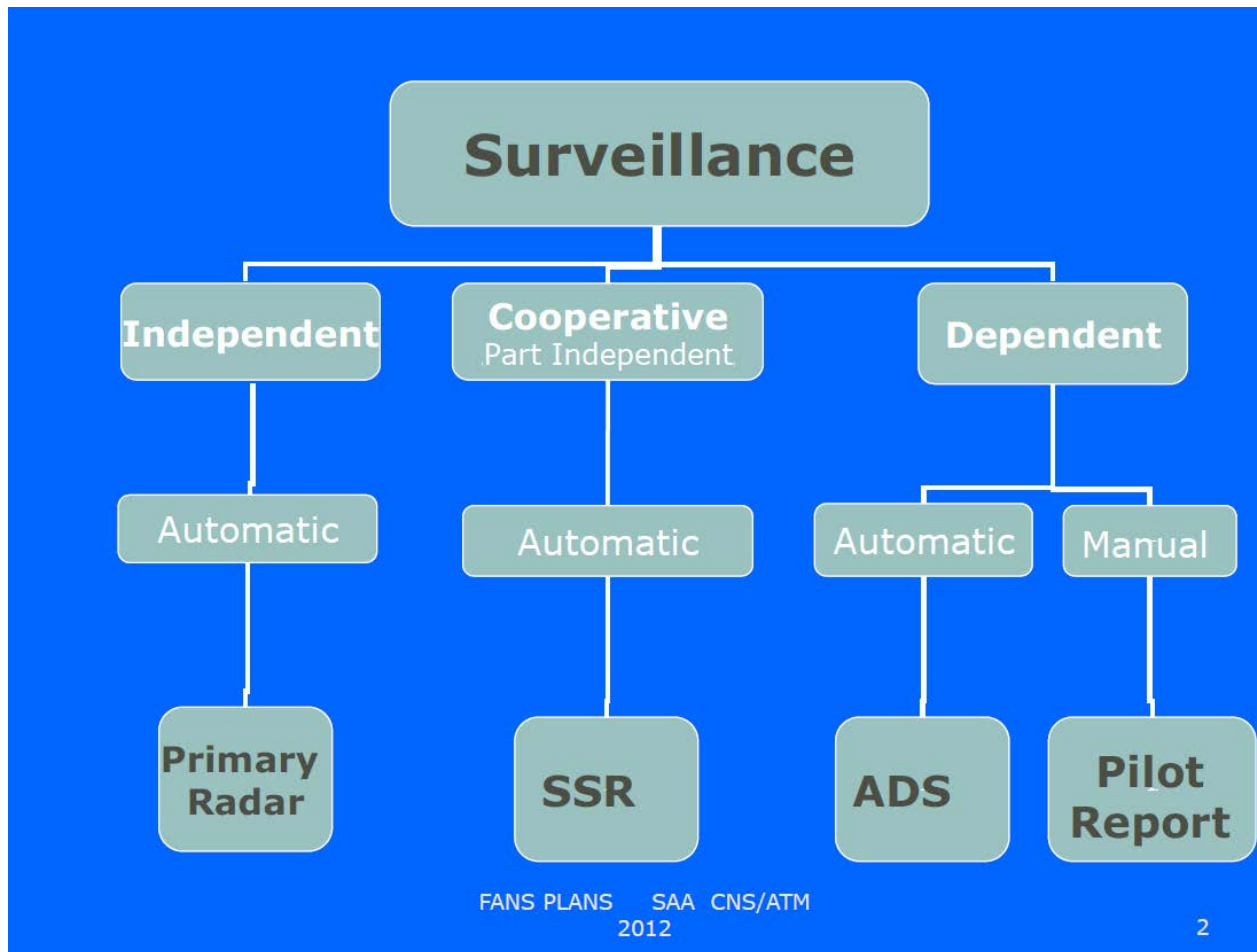 Surveillance
Independent
Cooperative
Part Independent
Dependent
Automatic
Automatic
Automatic
Manual
Primary
Radar
SSR
ADS
Pilot
Report
FANS PLANS SAA CNS/ATM
2012
2